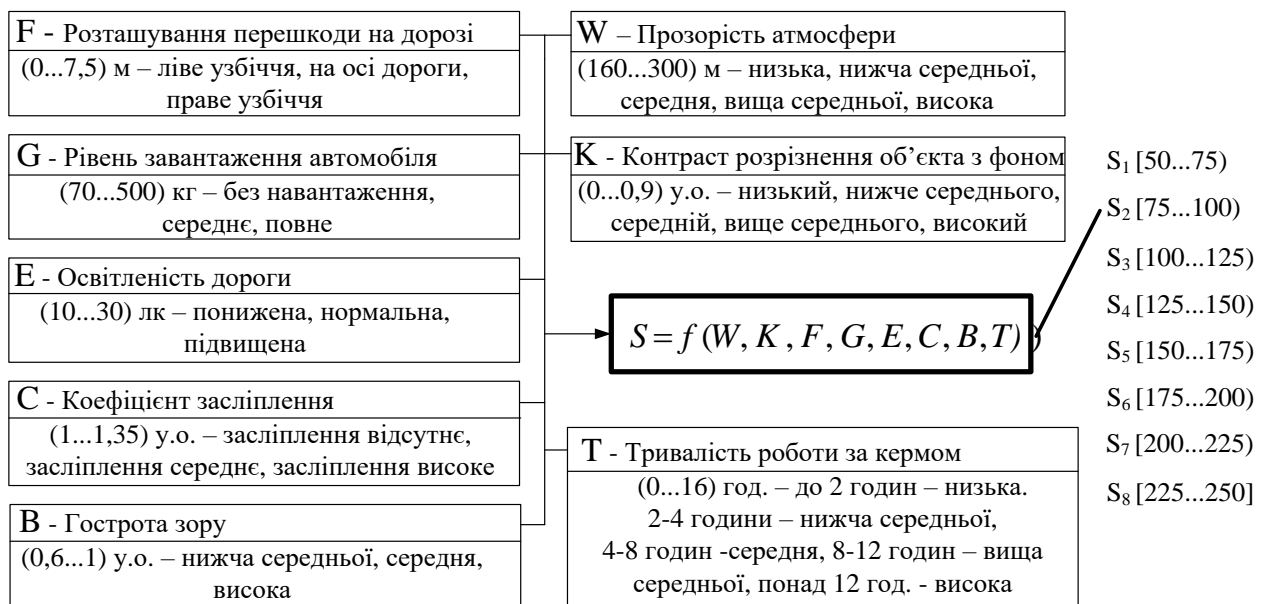 F - Розташування перешкоди на дорозі
(0...7,5) м – ліве узбіччя, на осі дороги,
праве узбіччя
G - Рівень завантаження автомобіля
(70...500) кг – без навантаження,
середнє, повне
E - Освітленість дороги
(10...30) лк – понижена, нормальна,
підвищена
C - Коефіцієнт засліплення
(1...1,35) у.о. – засліплення відсутнє,
засліплення середнє, засліплення високе
B - Гострота зору
(0,6...1) у.о. – нижча середньої, середня,
висока
W – Прозорість атмосфери
(160...300) м – низька, нижча середньої,
середня, вища середньої, висока
K - Контраст розрізнення об’єкта з фоном
(0...0,9) у.о. – низький, нижче середнього,
середній, вище середнього, високий
S = f (W, K , F, G, E, C, B, T) )
T - Тривалість роботи за кермом
(0...16) год. – до 2 годин – низька.
2-4 години – нижча середньої,
4-8 годин -середня, 8-12 годин – вища
середньої, понад 12 год. - висока
S₁ [50...75)
S₂ [75...100)
S₃ [100...125)
S₄ [125...150)
S₅ [150...175)
S₆ [175...200)
S₇ [200...225)
S₈ [225...250]